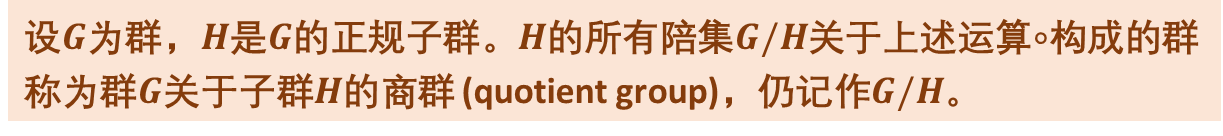 设G为群，H是G的正规子群。H的所有陪集G/H关于上述运算∘构成的群
称为群G关于子群H的商群 (quotient group)，仍记作G/H。